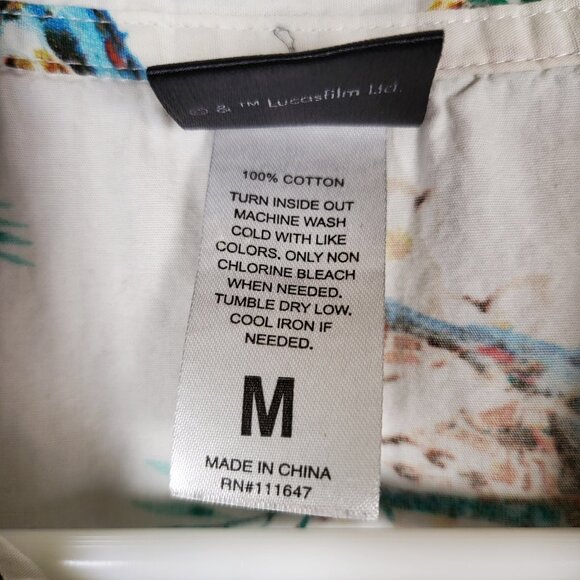 © & ™ Lucasfilm Ltd.
100% COTTON
TURN INSIDE OUT
MACHINE WASH
COLD WITH LIKE
COLORS. ONLY NON
CHLORINE BLEACH
WHEN NEEDED.
TUMBLE DRY LOW.
COOL IRON IF
NEEDED.
M
MADE IN CHINA
RN#111647